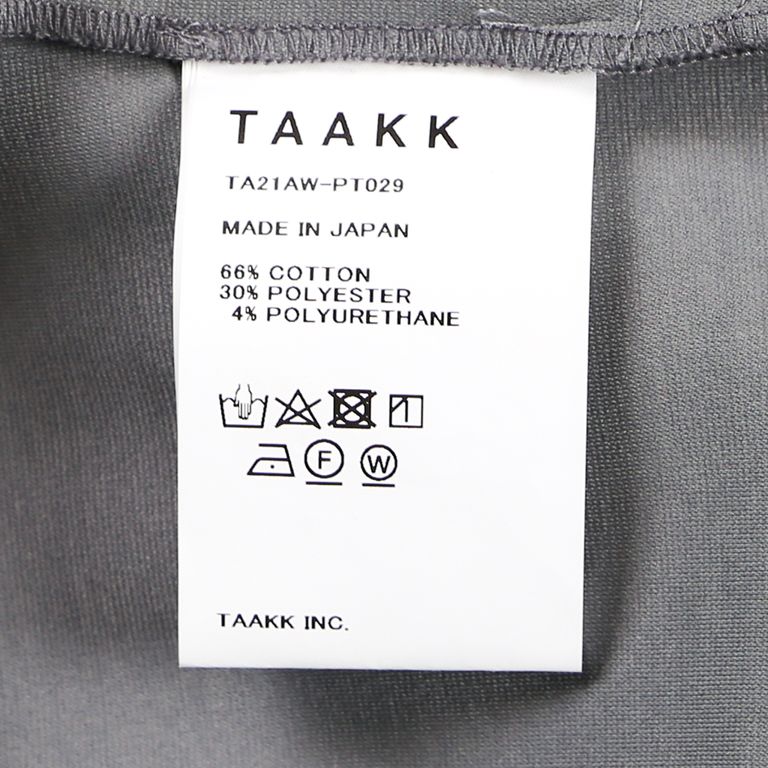 TAAKK
TA21AW-PT029
MADE IN JAPAN
66% COTTON
30% POLYESTER
4% POLYURETHANE
F W
TAAKK INC.